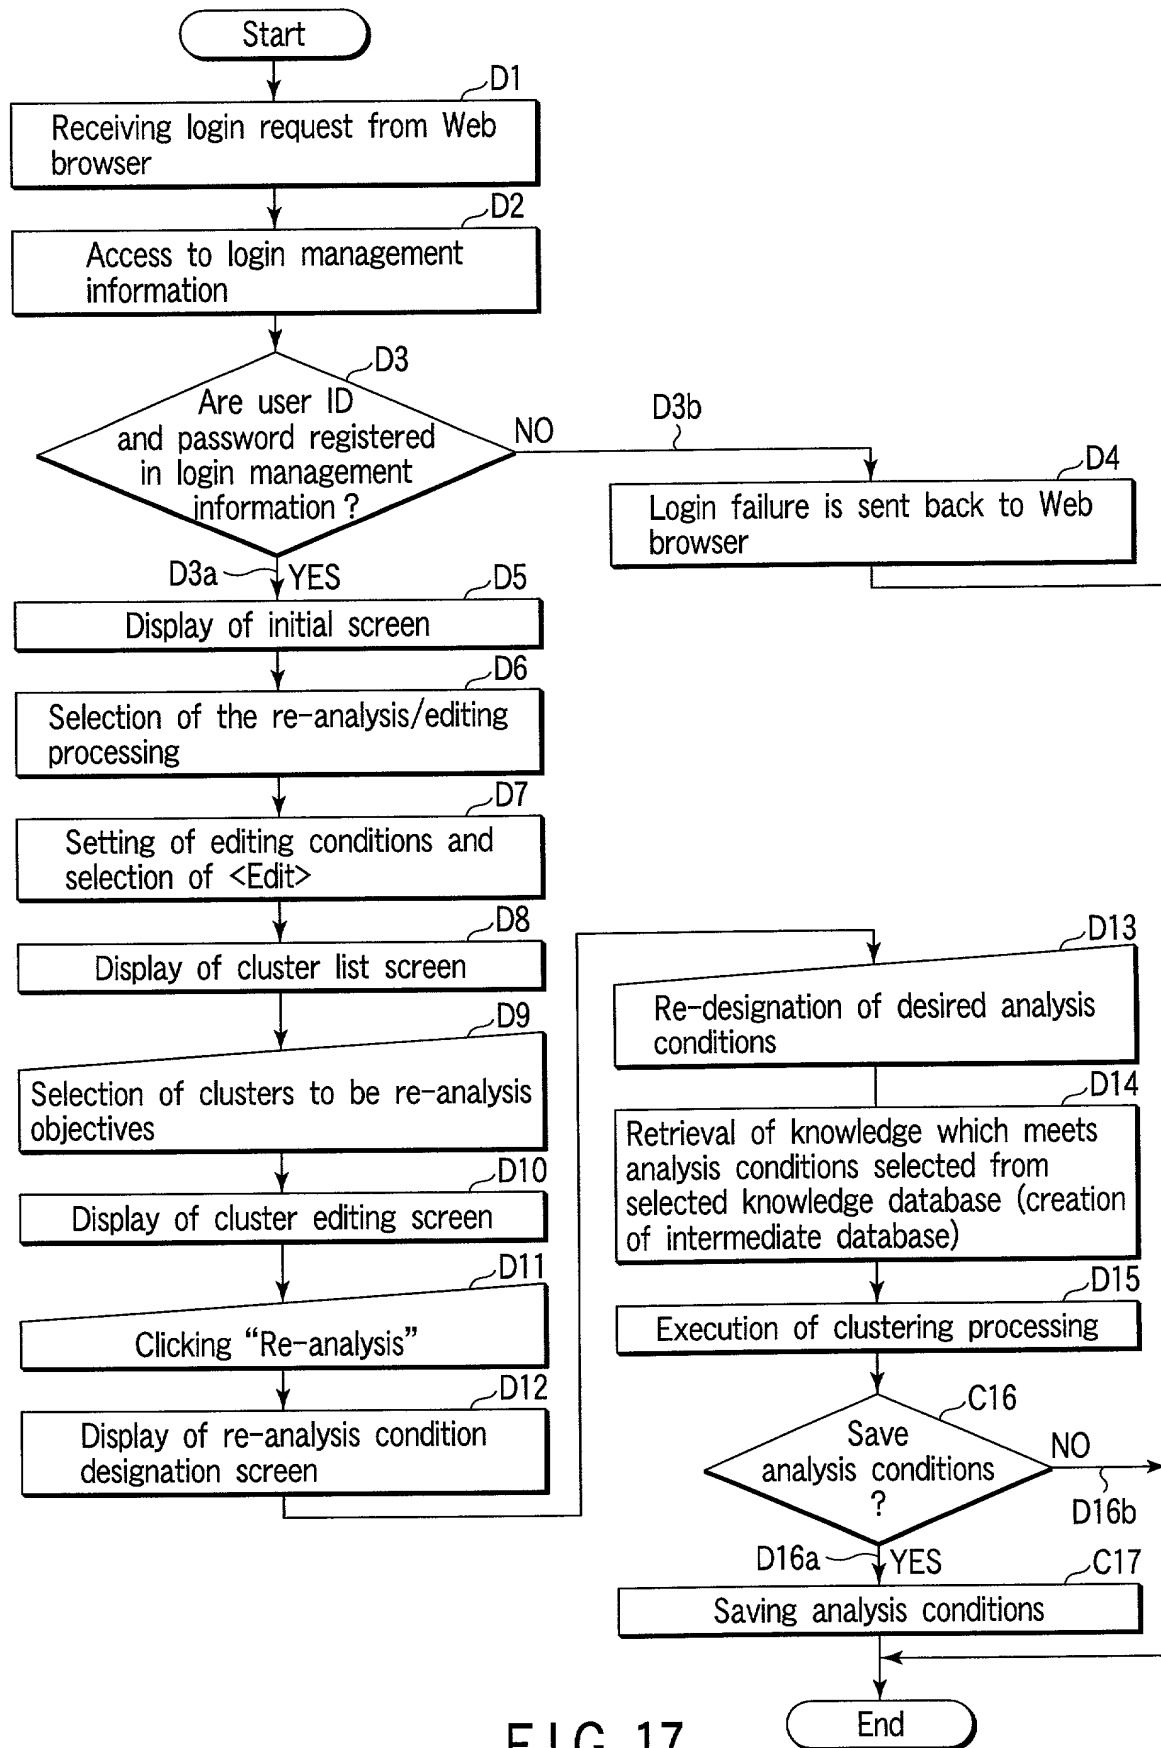 Start
D1
Receiving login request from Web
browser
D2
Access to login management
information
D3
Are user ID
and password registered
in login management
information ?
NO
D3b
D4
Login failure is sent back to Web
browser
D3a
YES
D5
Display of initial screen
D6
Selection of the re-analysis/editing
processing
D7
Setting of editing conditions and
selection of <Edit>
D8
Display of cluster list screen
D9
Selection of clusters to be re-analysis
objectives
D10
Display of cluster editing screen
D11
Clicking “Re-analysis”
D12
Display of re-analysis condition
designation screen
D13
Re-designation of desired analysis
conditions
D14
Retrieval of knowledge which meets
analysis conditions selected from
selected knowledge database (creation
of intermediate database)
D15
Execution of clustering processing
C16
Save
analysis conditions
?
NO
D16b
D16a
YES
C17
Saving analysis conditions
End
FIG. 17